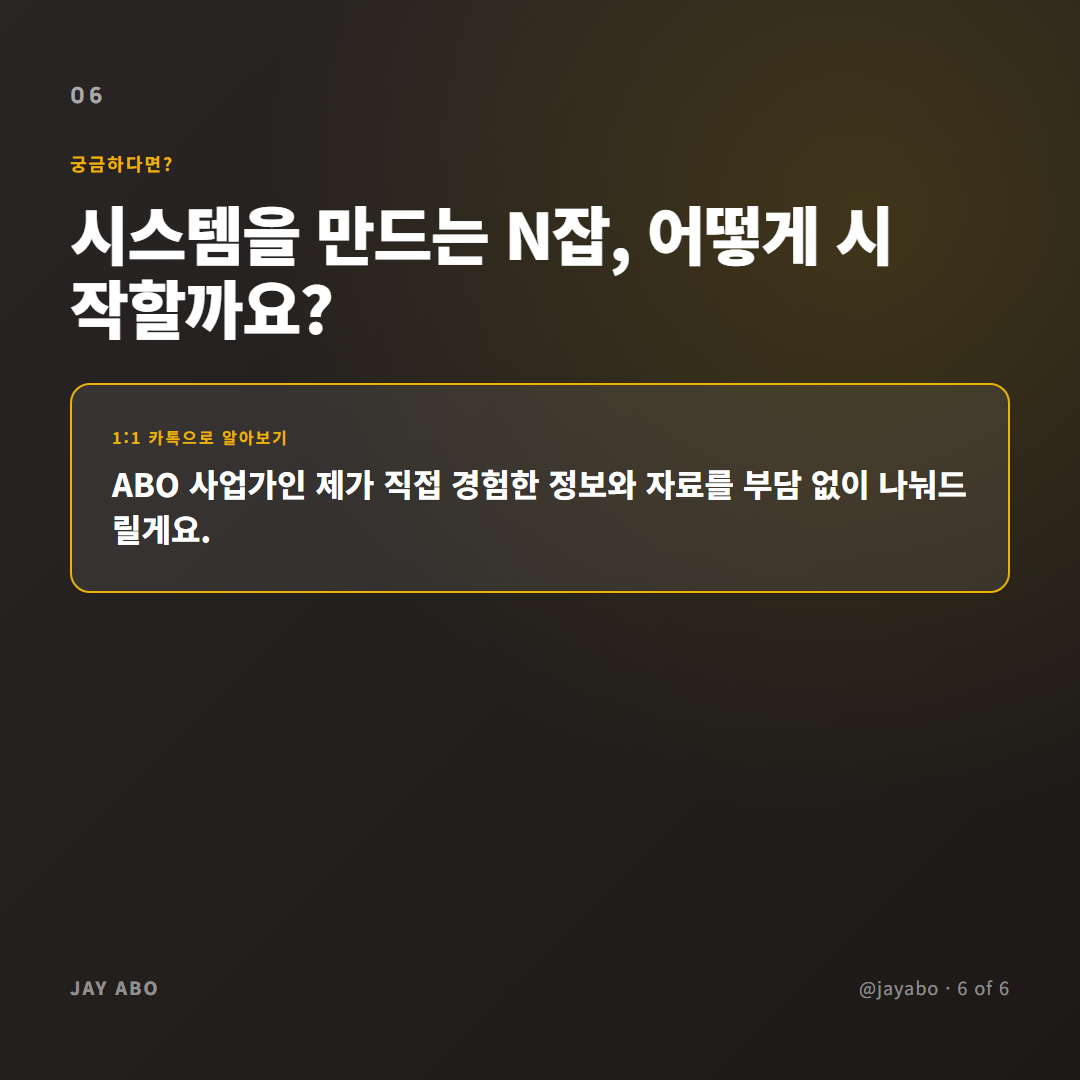 06
궁금하다면?
시스템을 만드는 N잡, 어떻게 시
작할까요?
1:1 카톡으로 알아보기
ABO 사업가인 제가 직접 경험한 정보와 자료를 부담 없이 나눠드
릴게요.
JAY ABO
@jayabo · 6 of 6